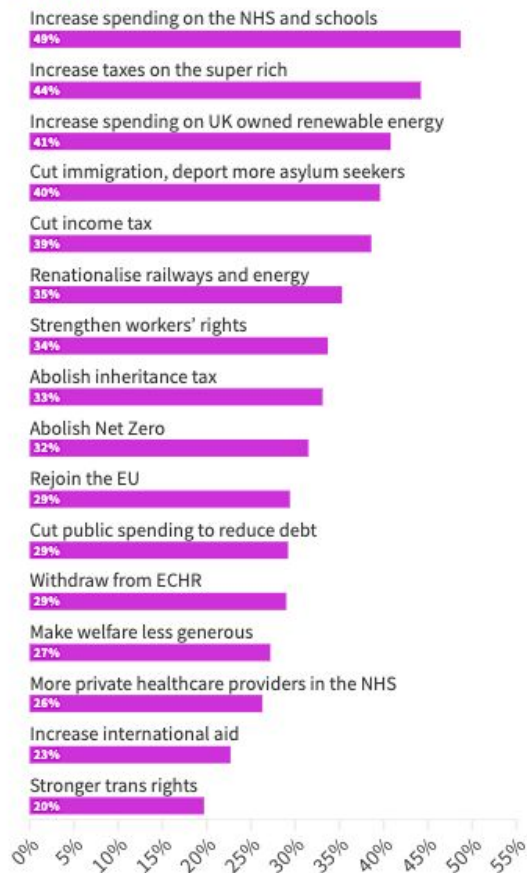 Increase spending on the NHS and schools
49%
Increase taxes on the super rich
44%
Increase spending on UK owned renewable energy
41%
Cut immigration, deport more asylum seekers
40%
Cut income tax
39%
Renationalise railways and energy
35%
Strengthen workers’ rights
34%
Abolish inheritance tax
33%
Abolish Net Zero
32%
Rejoin the EU
29%
Cut public spending to reduce debt
29%
Withdraw from ECHR
29%
Make welfare less generous
27%
More private healthcare providers in the NHS
26%
Increase international aid
23%
Stronger trans rights
20%
0% 5% 10% 15% 20% 25% 30% 35% 40% 45% 50% 55%